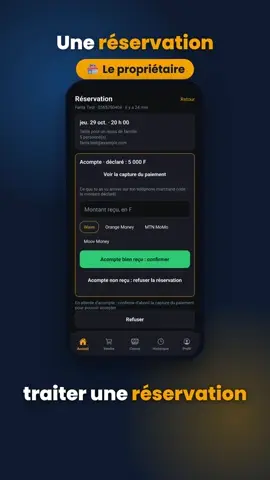 Une réservation
Le propriétaire
Réservation
Retour
jeu. 29 oct. · 20 h 00
Acompte · déclaré : 5 000 F
Voir la capture du paiement
Montant reçu, en F
Wave
Orange Money
MTN MoMo
Moov Money
Acompte bien reçu : confirmer
Acompte non reçu : refuser la réservation
Refuser
Accueil
Profil
traiter une réservation